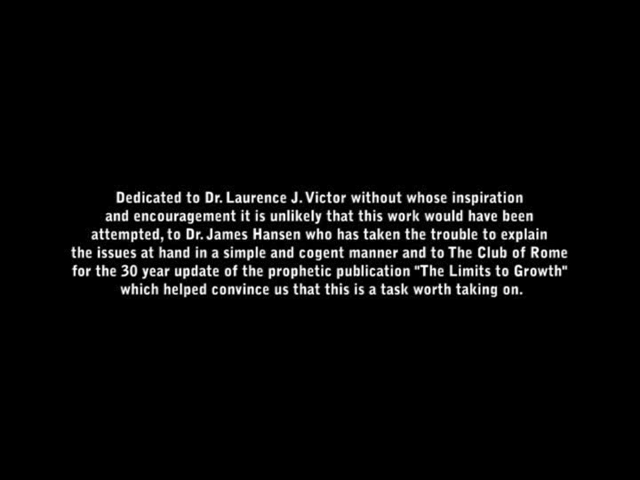 Dedicated to Dr. Laurence J. Victor without whose inspiration
and encouragement it is unlikely that this work would have been
attempted, to Dr. James Hansen who has taken the trouble to explain
the issues at hand in a simple and cogent manner and to The Club of Rome
for the 30 year update of the prophetic publication "The Limits to Growth"
which helped convince us that this is a task worth taking on.